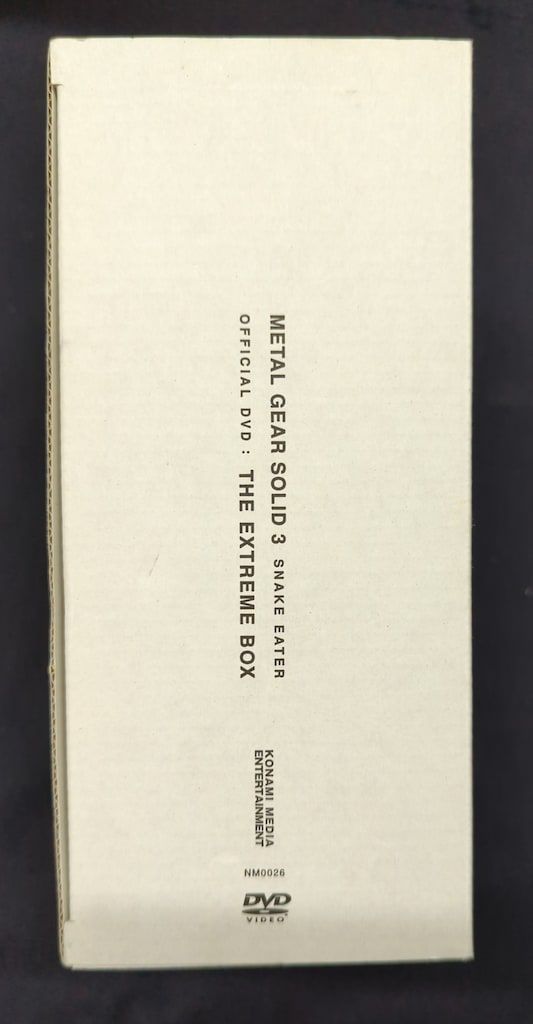 METAL GEAR SOLID 3 SNAKE EATER
OFFICIAL DVD : THE EXTREME BOX
KONAMI MEDIA
ENTERTAINMENT
NM0026
DVD
VIDEO